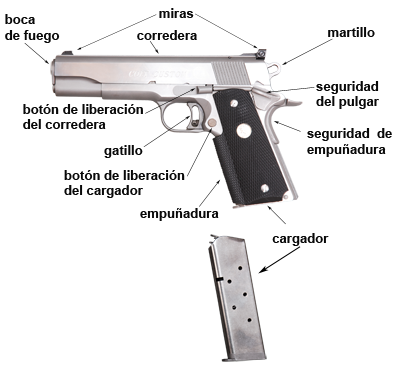 boca
de fuego
miras
corredera
martillo
seguridad
del pulgar
botón de liberación
del corredera
gatillo
seguridad de
empuñadura
botón de liberación
del cargador
empuñadura
cargador